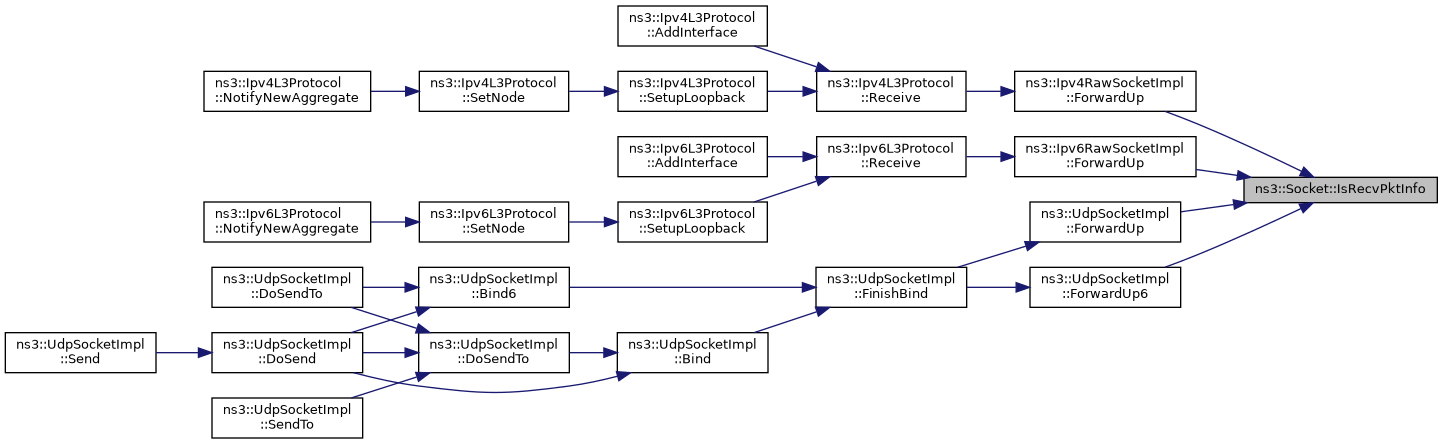 ns3::Ipv4L3Protocol
::AddInterface
ns3::Ipv4L3Protocol
::NotifyNewAggregate
ns3::Ipv4L3Protocol
::SetNode
ns3::Ipv4L3Protocol
::SetupLoopback
ns3::Ipv4L3Protocol
::Receive
ns3::Ipv4RawSocketImpl
::ForwardUp
ns3::Ipv6L3Protocol
::AddInterface
ns3::Ipv6L3Protocol
::Receive
ns3::Ipv6RawSocketImpl
::ForwardUp
ns3::Socket::IsRecvPktInfo
ns3::Ipv6L3Protocol
::NotifyNewAggregate
ns3::Ipv6L3Protocol
::SetNode
ns3::Ipv6L3Protocol
::SetupLoopback
ns3::UdpSocketImpl
::ForwardUp
ns3::UdpSocketImpl
::DoSendTo
ns3::UdpSocketImpl
::Bind6
ns3::UdpSocketImpl
::FinishBind
ns3::UdpSocketImpl
::ForwardUp6
ns3::UdpSocketImpl
::Send
ns3::UdpSocketImpl
::DoSend
ns3::UdpSocketImpl
::DoSendTo
ns3::UdpSocketImpl
::Bind
ns3::UdpSocketImpl
::SendTo